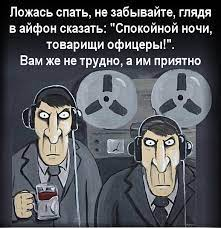 Ложась спать, не забывайте, глядя
в айфон сказать: "Спокойной ночи,
товарищи офицеры!".
Вам же не трудно, а им приятно